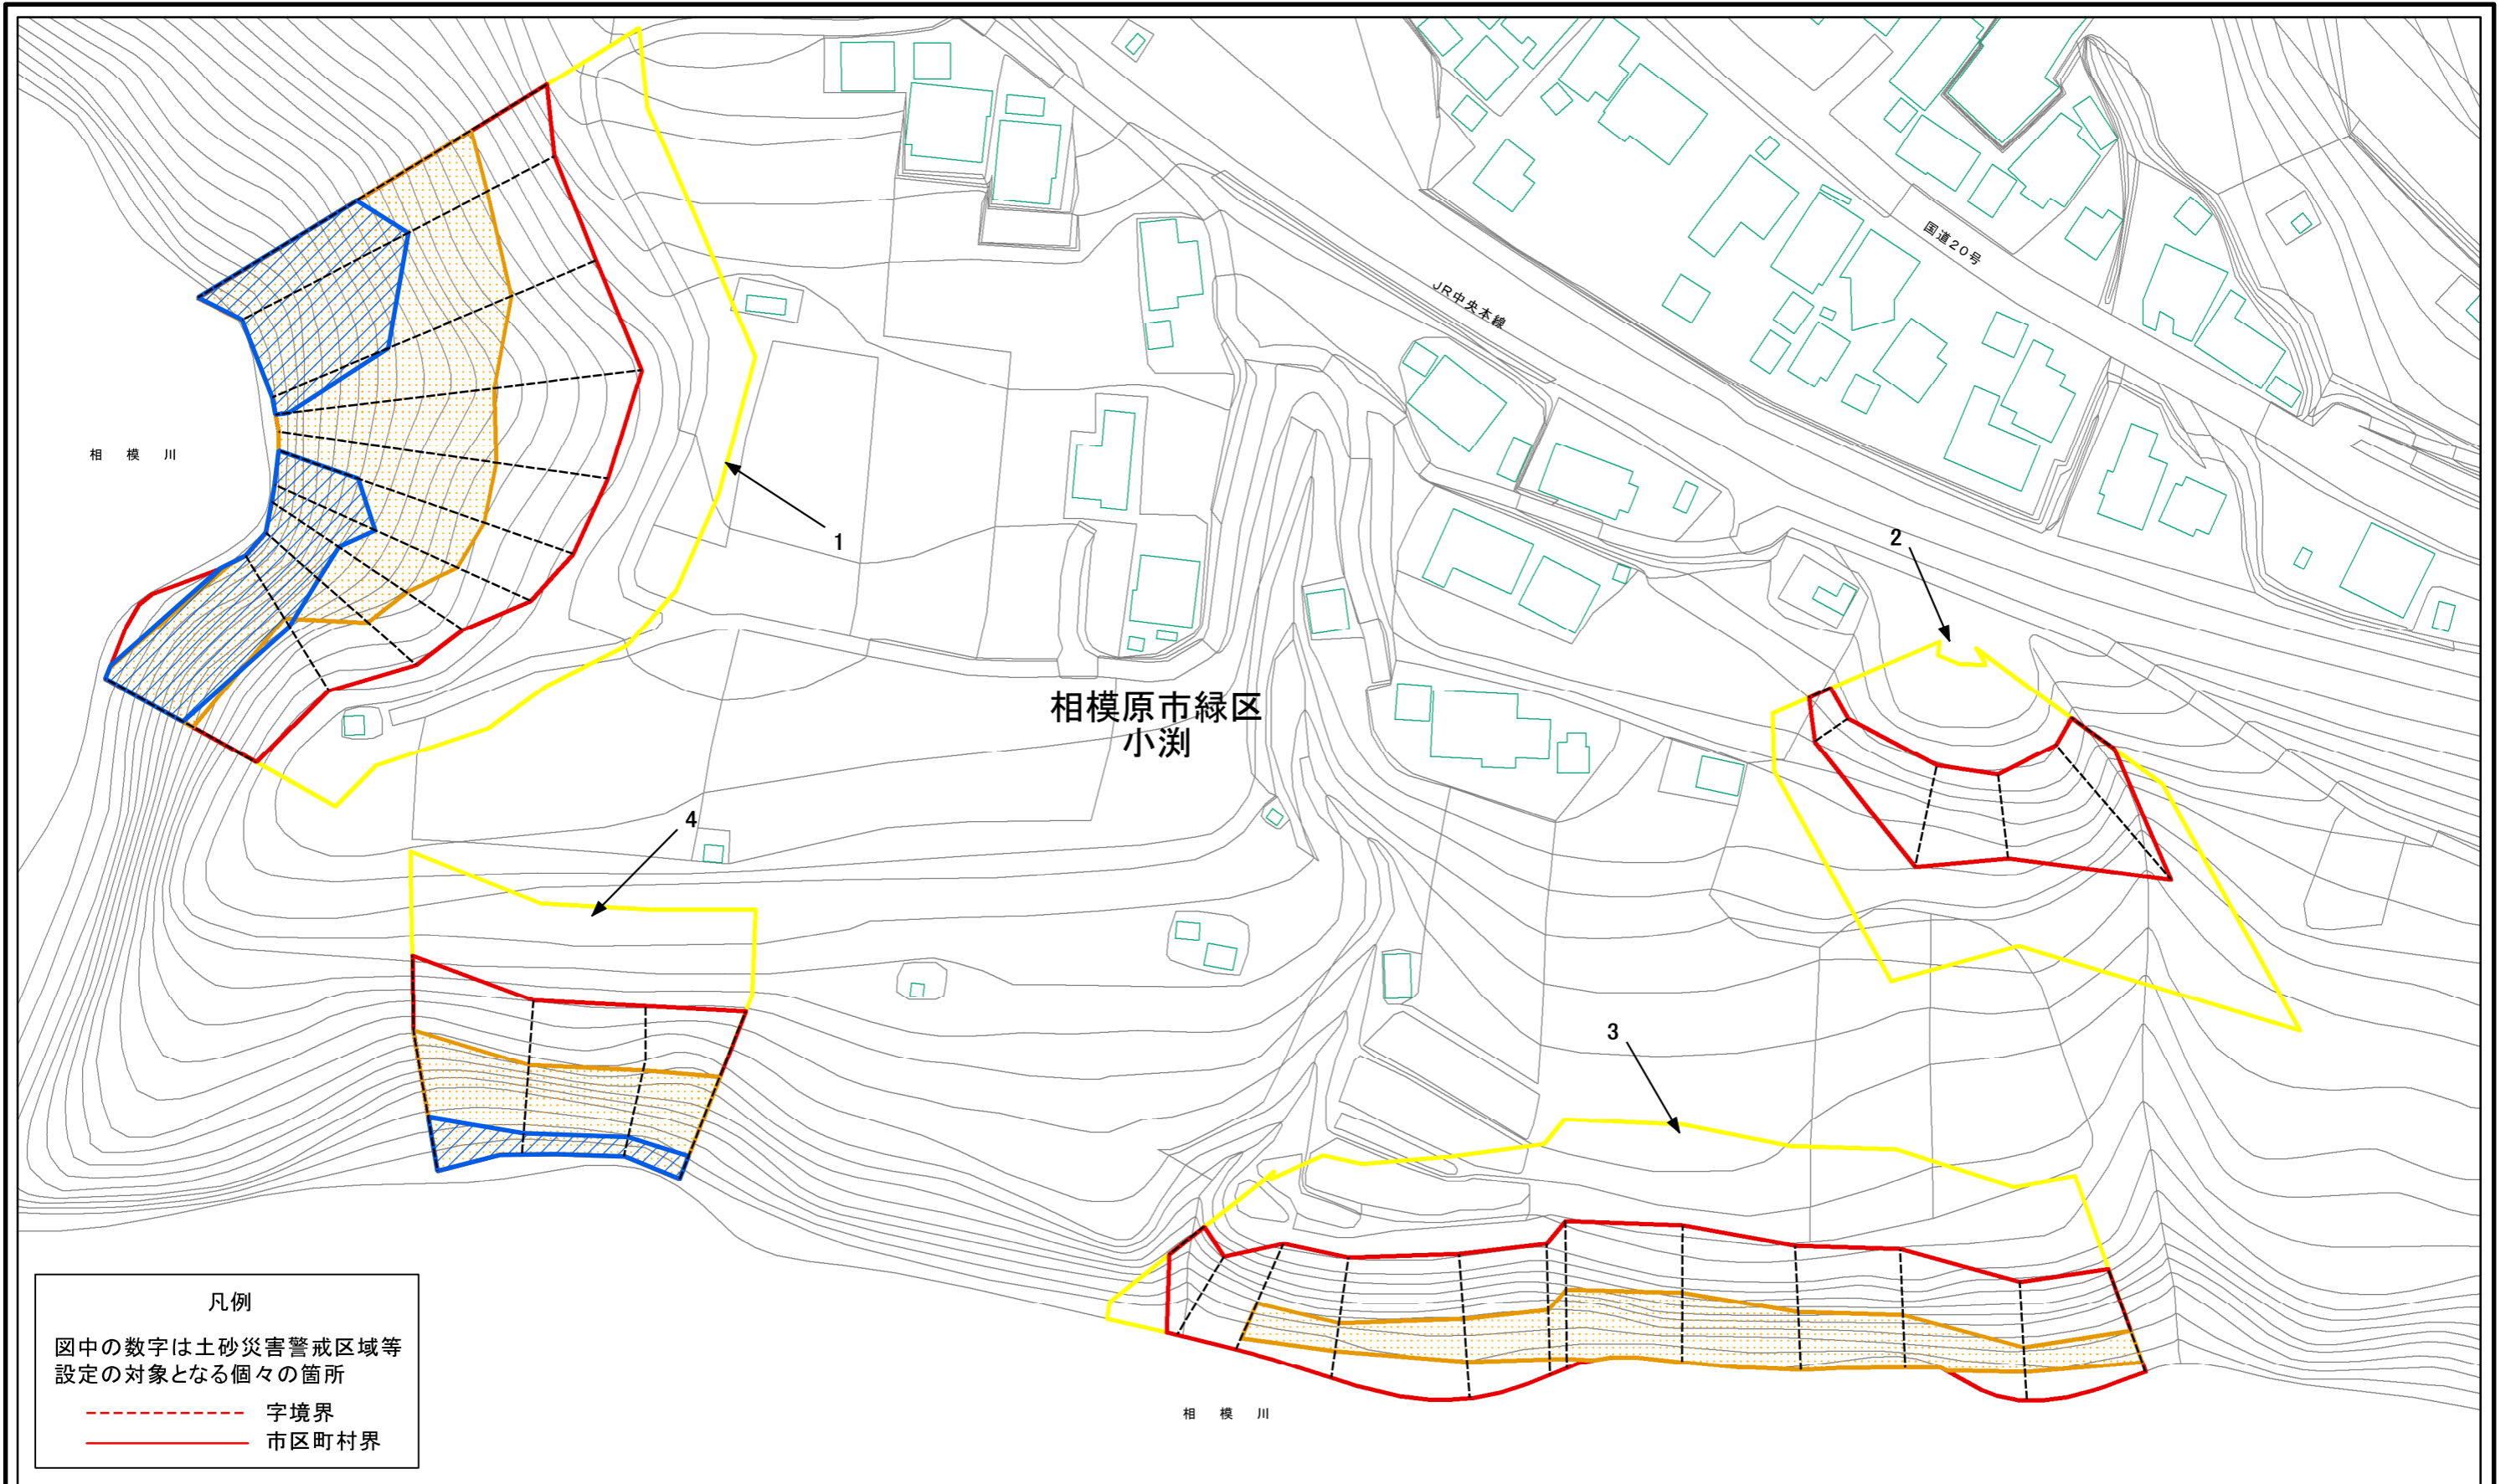 国道20号
JR中央本線
相模川
1
2
相模原市緑区
小渕
4
3
相模川
凡例
図中の数字は土砂災害警戒区域等
設定の対象となる個々の箇所
字境界
市区町村界